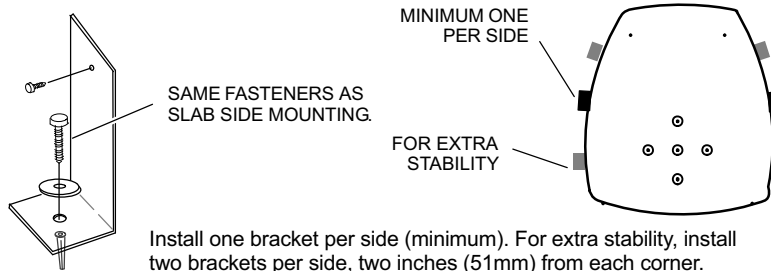 MINIMUM ONE
PER SIDE
SAME FASTENERS AS
SLAB SIDE MOUNTING.
FOR EXTRA
STABILITY
Install one bracket per side (minimum). For extra stability, install
two brackets per side, two inches (51mm) from each corner.